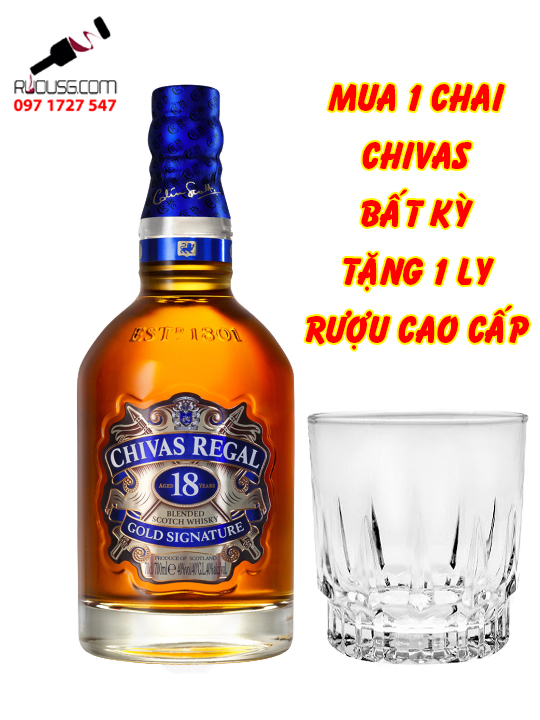 RUOUSG.COM
097 1727 547
MUA 1 CHAI
CHIVAS
BẤT KỲ
TẶNG 1 LY
RƯỢU CAO CẤP
ESTD 1801
CHIVAS REGAL
AGED 18 YEARS
BLENDED
SCOTCH WHISKY
GOLD SIGNATURE
PRODUCE OF SCOTLAND